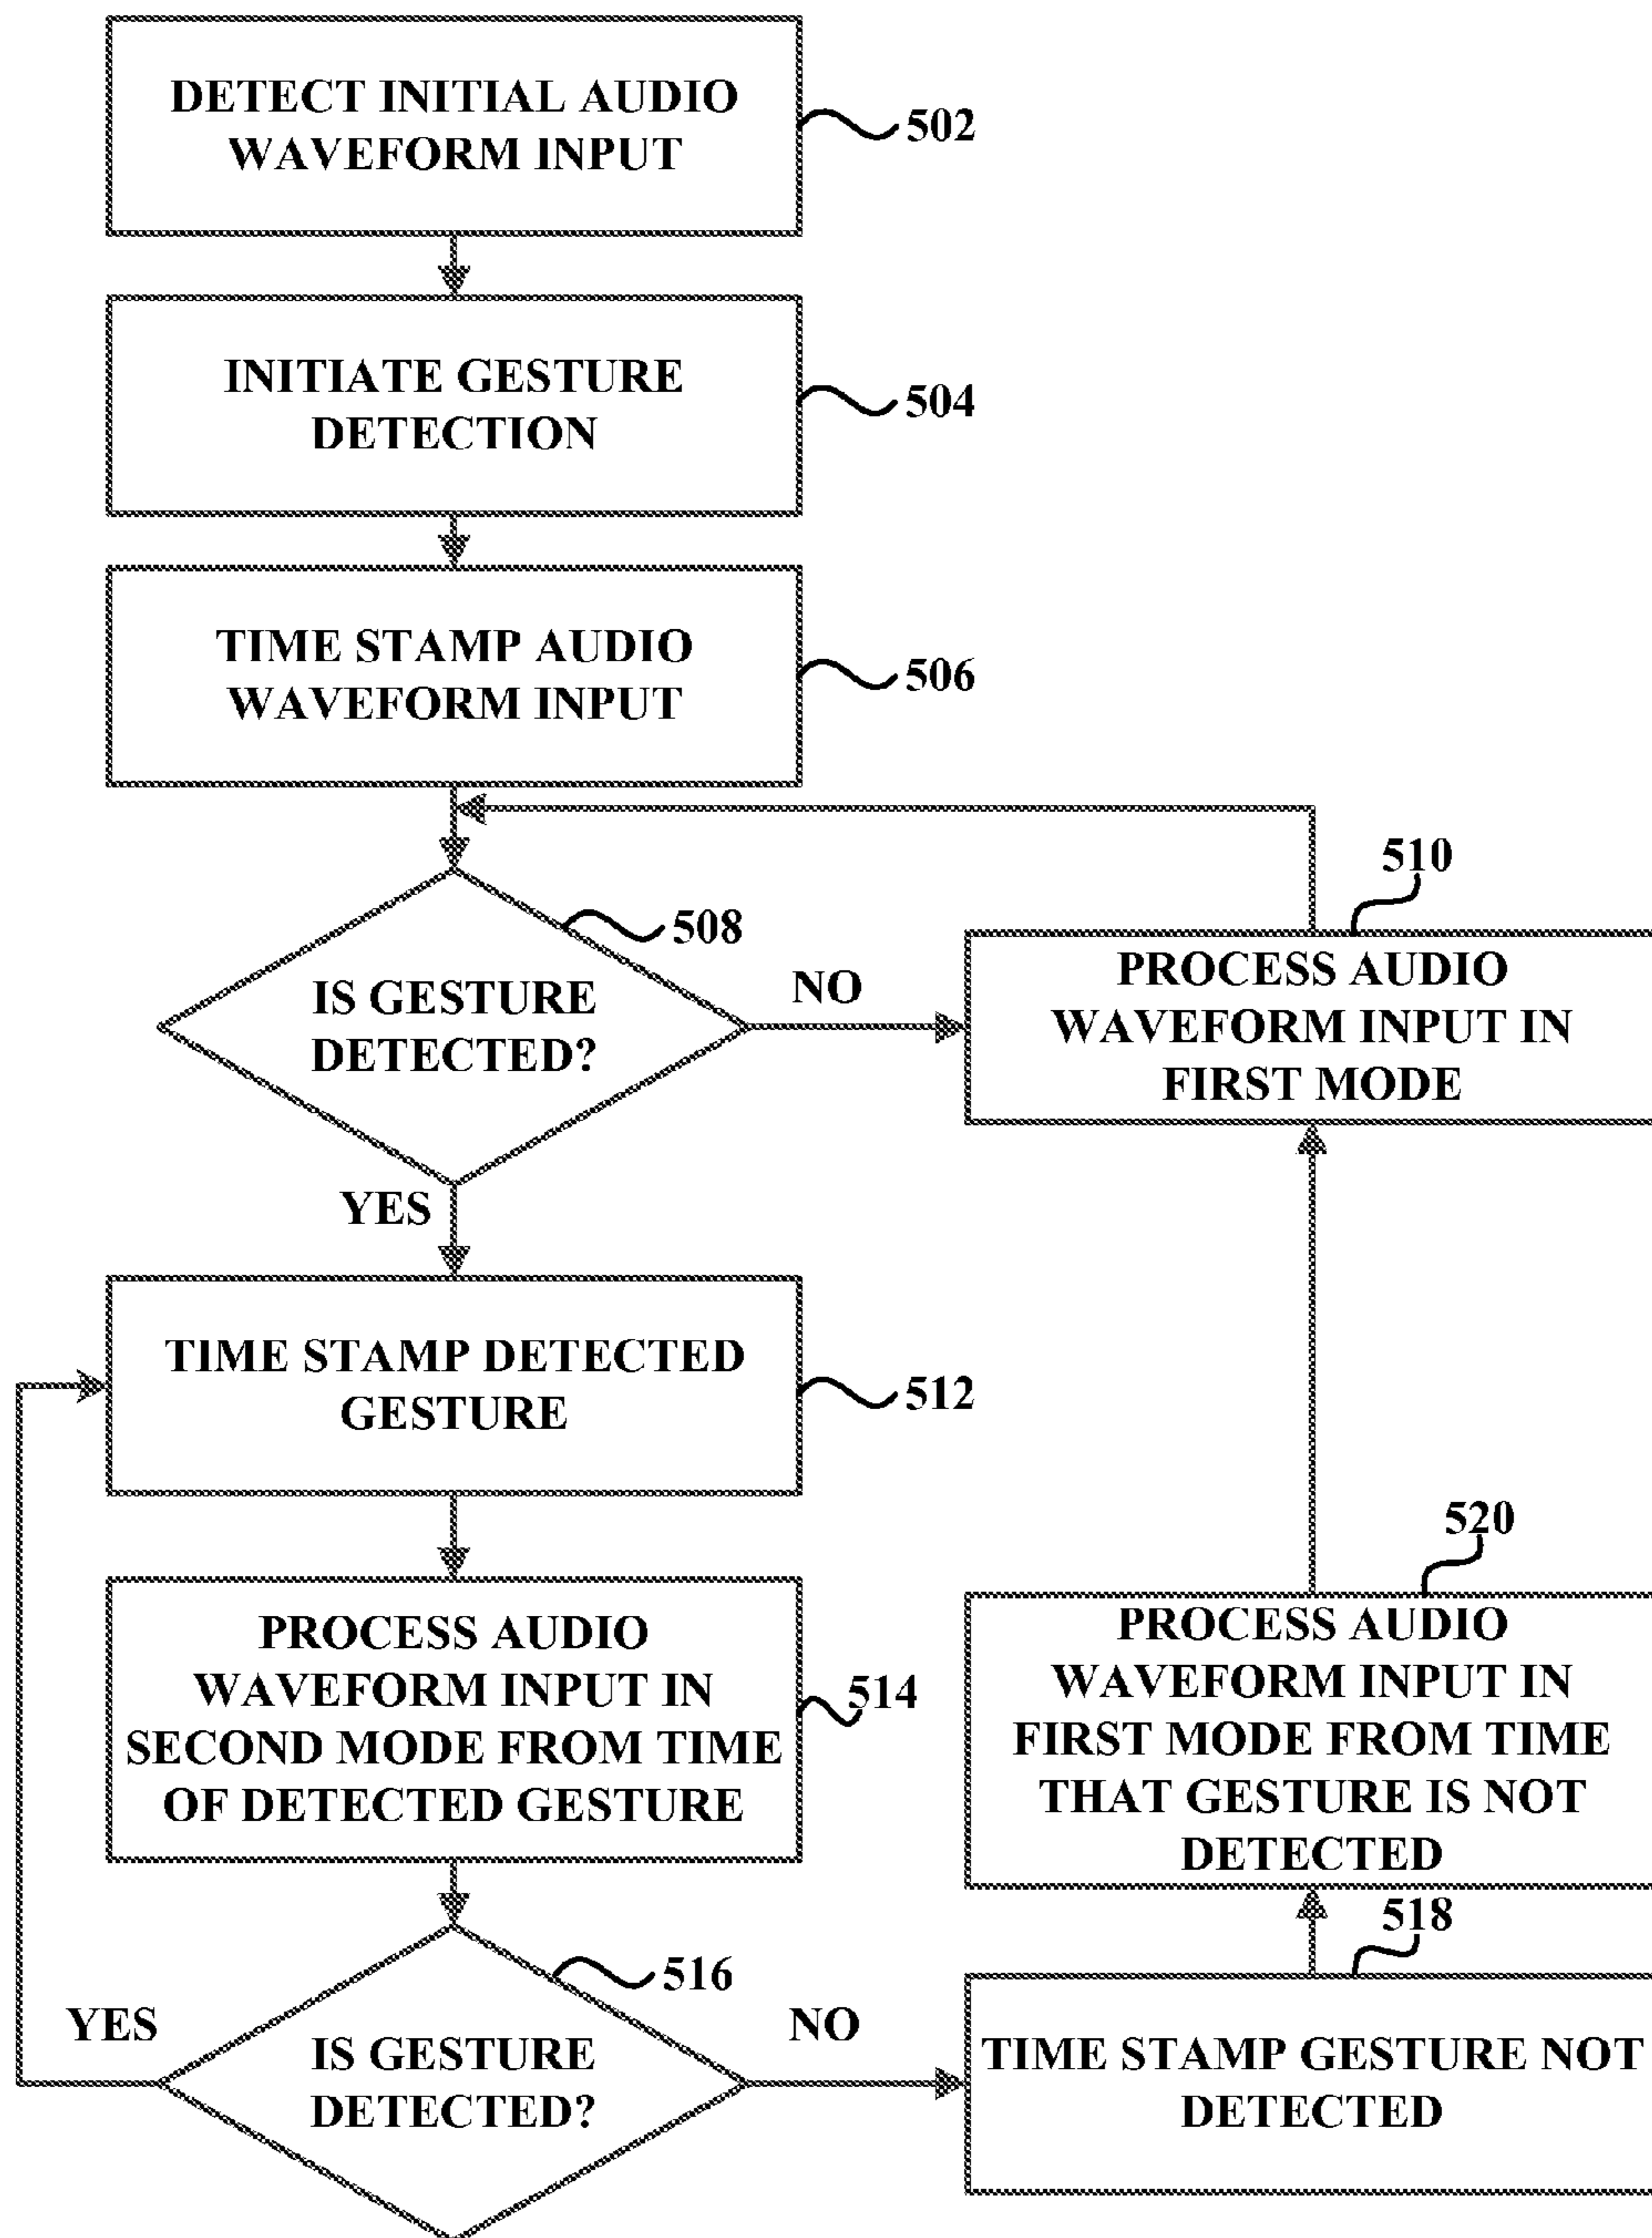 DETECT INITIAL AUDIO
WAVEFORM INPUT
502
INITIATE GESTURE
DETECTION
504
TIME STAMP AUDIO
WAVEFORM INPUT
506
508
IS GESTURE
DETECTED?
NO
YES
510
PROCESS AUDIO
WAVEFORM INPUT IN
FIRST MODE
TIME STAMP DETECTED
GESTURE
512
PROCESS AUDIO
WAVEFORM INPUT IN
SECOND MODE FROM TIME
OF DETECTED GESTURE
514
516
IS GESTURE
DETECTED?
YES
NO
518
TIME STAMP GESTURE NOT
DETECTED
520
PROCESS AUDIO
WAVEFORM INPUT IN
FIRST MODE FROM TIME
THAT GESTURE IS NOT
DETECTED